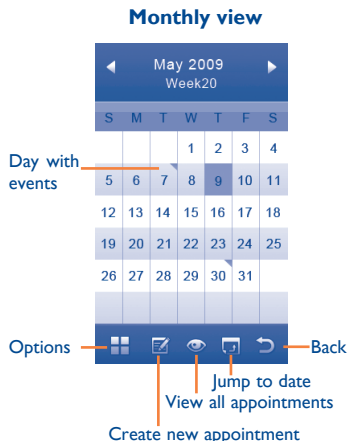 Monthly view
May 2009
Week20
S M T W T F S
1 2 3 4
Day with
events
5 6 7 8 9 10 11
12 13 14 15 16 17 18
19 20 21 22 23 24 25
26 27 28 29 30 31
Options
Back
Jump to date
View all appointments
Create new appointment